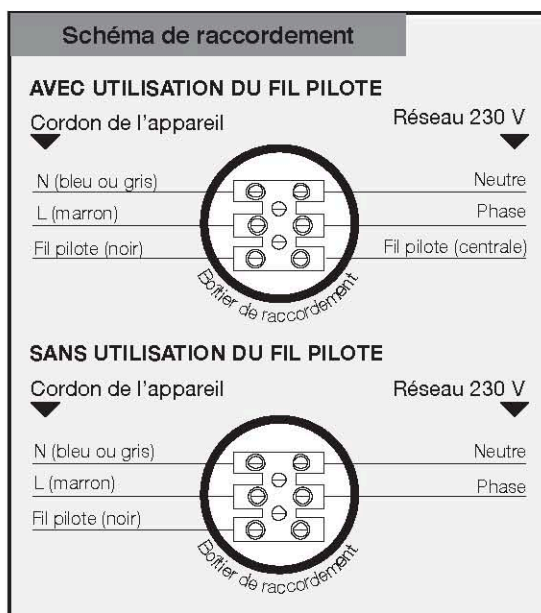 Schéma de raccordement
AVEC UTILISATION DU FIL PILOTE
Cordon de l'appareil
Réseau 230 V
N (bleu ou gris)
Neutre
L (marron)
Phase
Fil pilote (noir)
Fil pilote (centrale)
Boîtier de raccordement
SANS UTILISATION DU FIL PILOTE
Cordon de l'appareil
Réseau 230 V
N (bleu ou gris)
Neutre
L (marron)
Phase
Fil pilote (noir)
Boîtier de raccordement